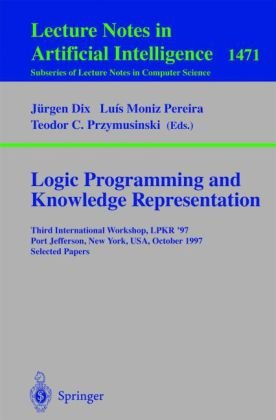 Lecture Notes in
Artificial Intelligence 1471
Subseries of Lecture Notes in Computer Science
Jürgen Dix Luís Moniz Pereira
Teodor C. Przymusinski (Eds.)
Logic Programming and
Knowledge Representation
Third International Workshop, LPKR '97
Port Jefferson, New York, USA, October 1997
Selected Papers
Springer